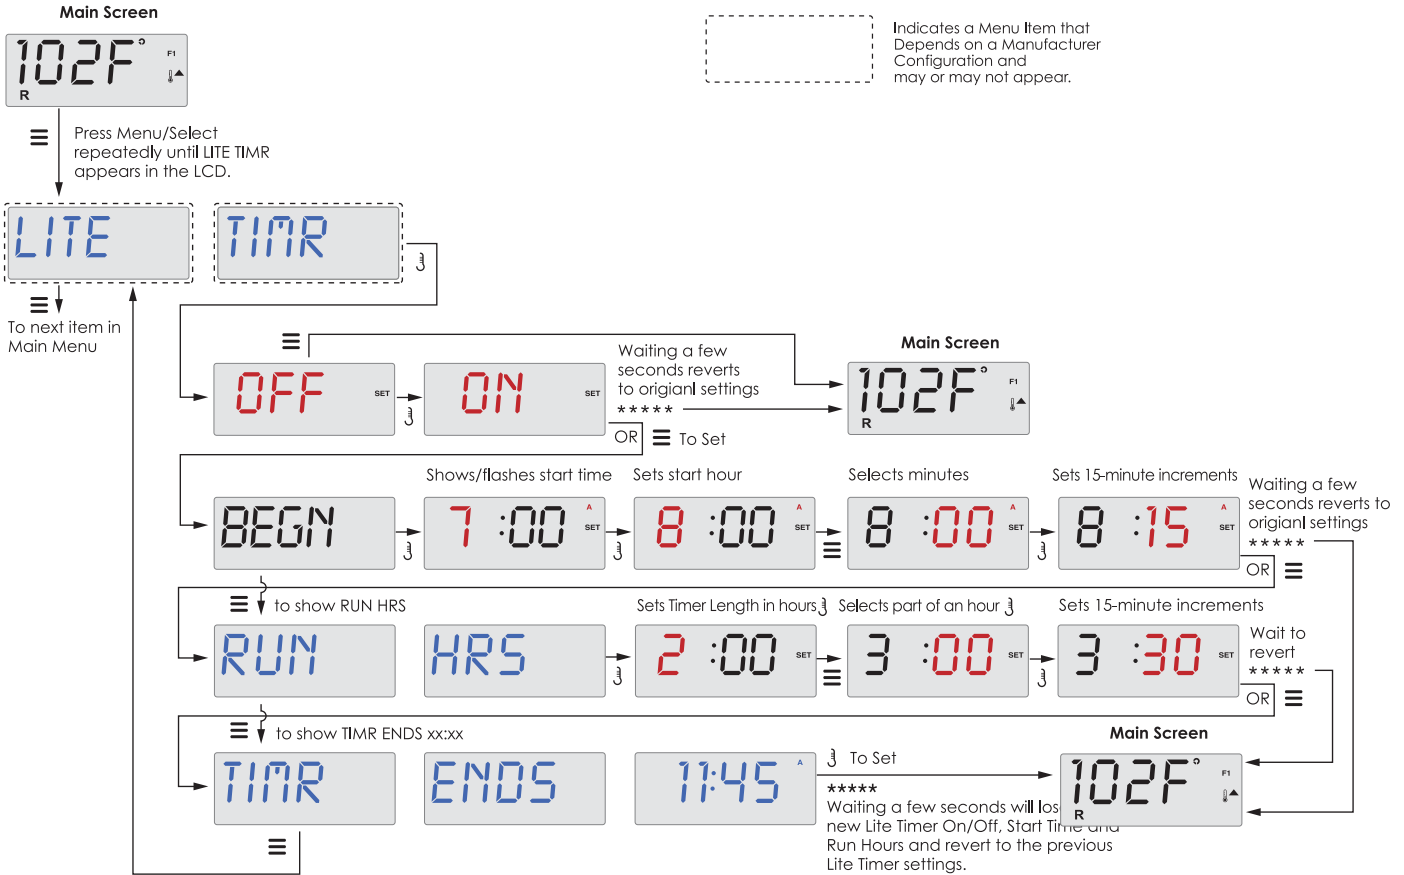 Main Screen
102F° F1
R
Indicates a Menu Item that
Depends on a Manufacturer
Configuration and
may or may not appear.
Press Menu/Select
repeatedly until LITE TIMR
appears in the LCD.
LITE
TIMR
To next item in
Main Menu
OFF SET
ON SET
Waiting a few
seconds reverts
to origianl settings
*****
OR
To Set
Main Screen
102F° F1
R
Shows/flashes start time
Sets start hour
Selects minutes
Sets 15-minute increments
BEGN
7 :00 A SET
8 :00 A SET
8 :00 A SET
8 :15 A SET
Waiting a few
seconds reverts to
origianl settings
*****
OR
to show RUN HRS
Sets Timer Length in hours
Selects part of an hour
Sets 15-minute increments
RUN
HRS
2 :00 SET
3 :00 SET
3 :30 SET
Wait to
revert
*****
OR
to show TIMR ENDS xx:xx
TIMR
ENDS
11:45 A
To Set
*****
Waiting a few seconds will
new Lite Timer On/Off, Start Time and
Run Hours and revert to the previous
Lite Timer settings.
Main Screen
102F° F1
R